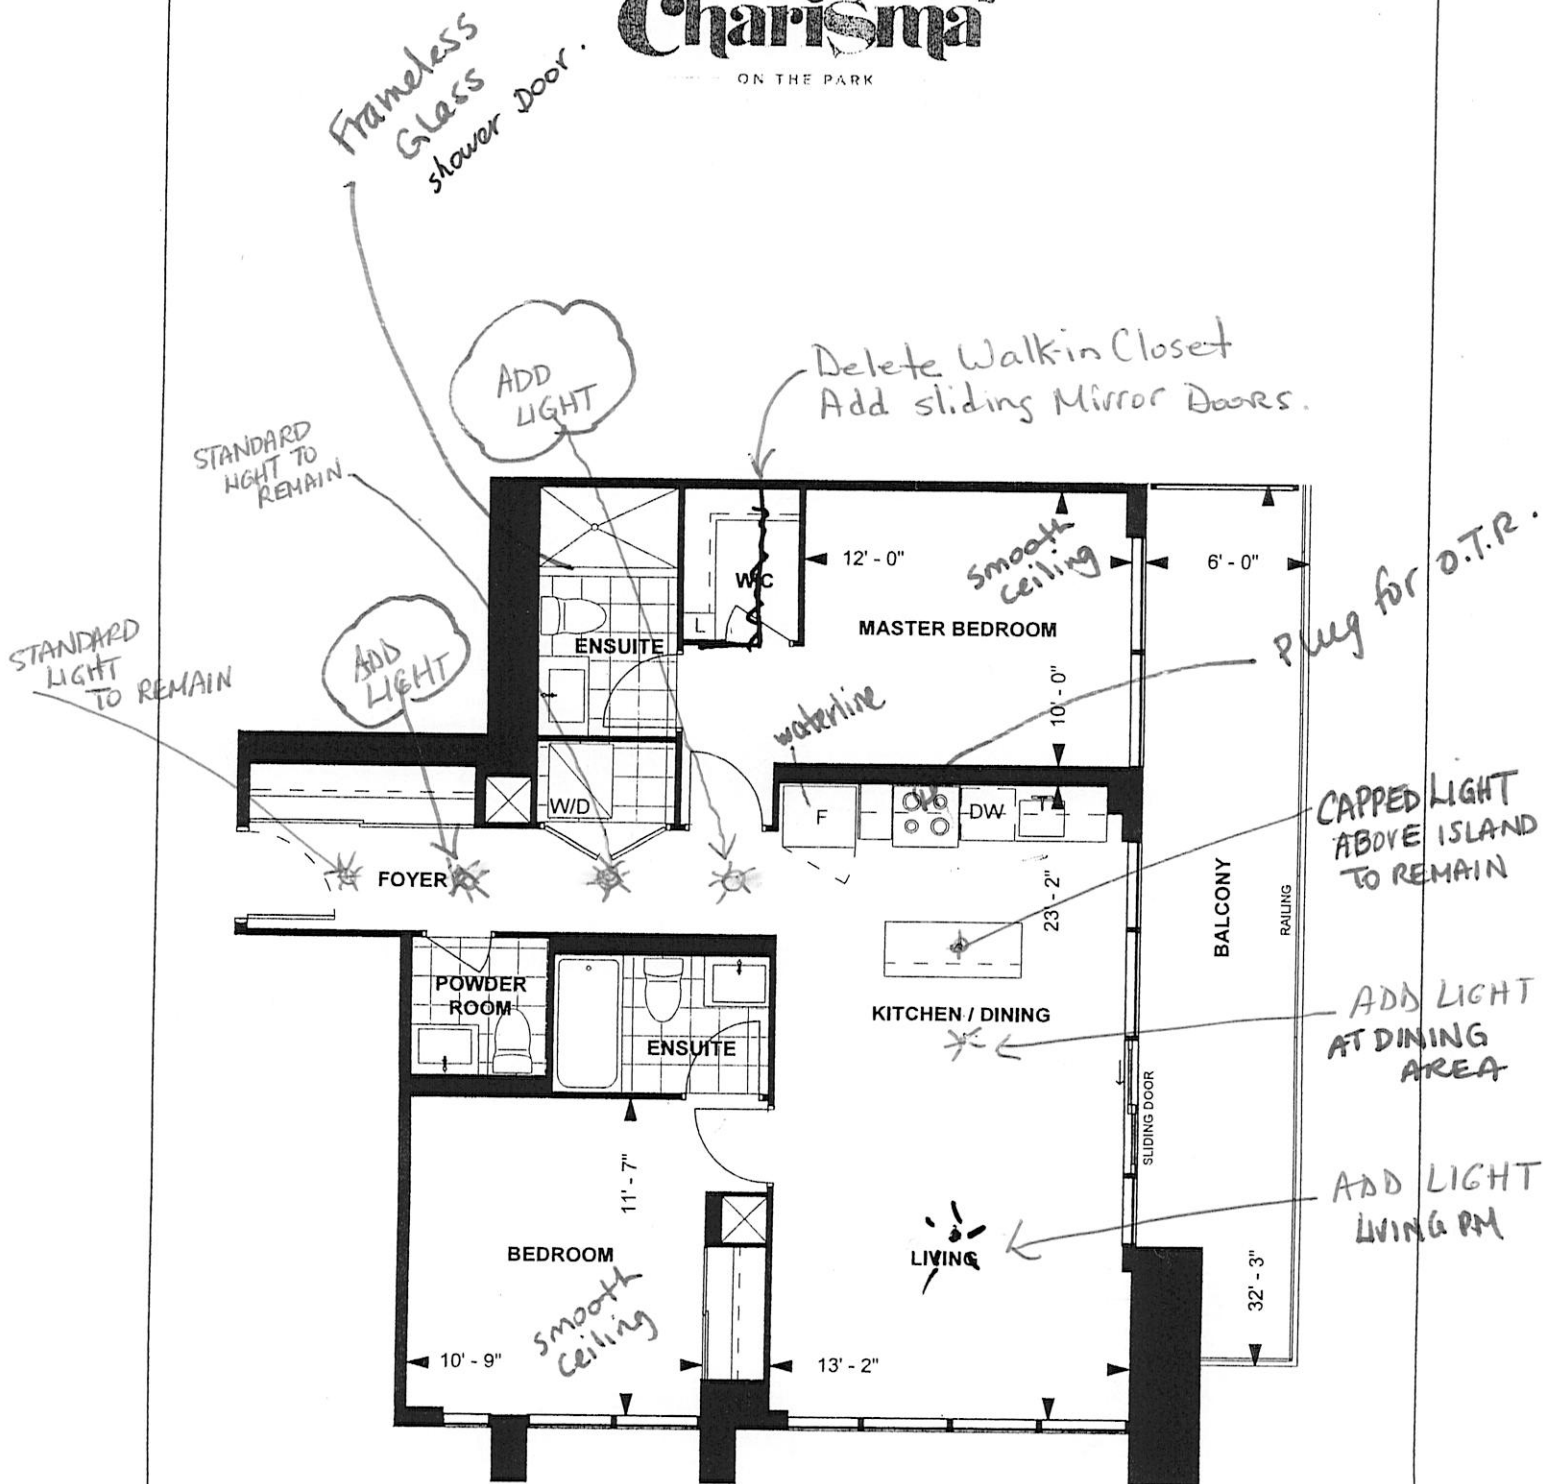 Charisma
ON THE PARK
Frameless
Glass
shower Door.
ADD
LIGHT
Delete Walk-in Closet
Add sliding Mirror Doors.
STANDARD
LIGHT TO
REMAIN
smooth
ceiling
12' - 0"
6' - 0"
Plug for O.T.R.
W C
L
MASTER BEDROOM
ENSUITE
STANDARD
LIGHT
TO REMAIN
ADD
LIGHT
10' - 0"
waterline
W/D
F
DW
CAPPED LIGHT
ABOVE ISLAND
TO REMAIN
FOYER
23' - 2"
BALCONY
RAILING
POWDER
ROOM
KITCHEN / DINING
ADD LIGHT
AT DINING
AREA
ENSUITE
SLIDING DOOR
11' - 7"
ADD LIGHT
LIVING RM
BEDROOM
LIVING
32' - 3"
smooth
ceiling
10' - 9"
13' - 2"